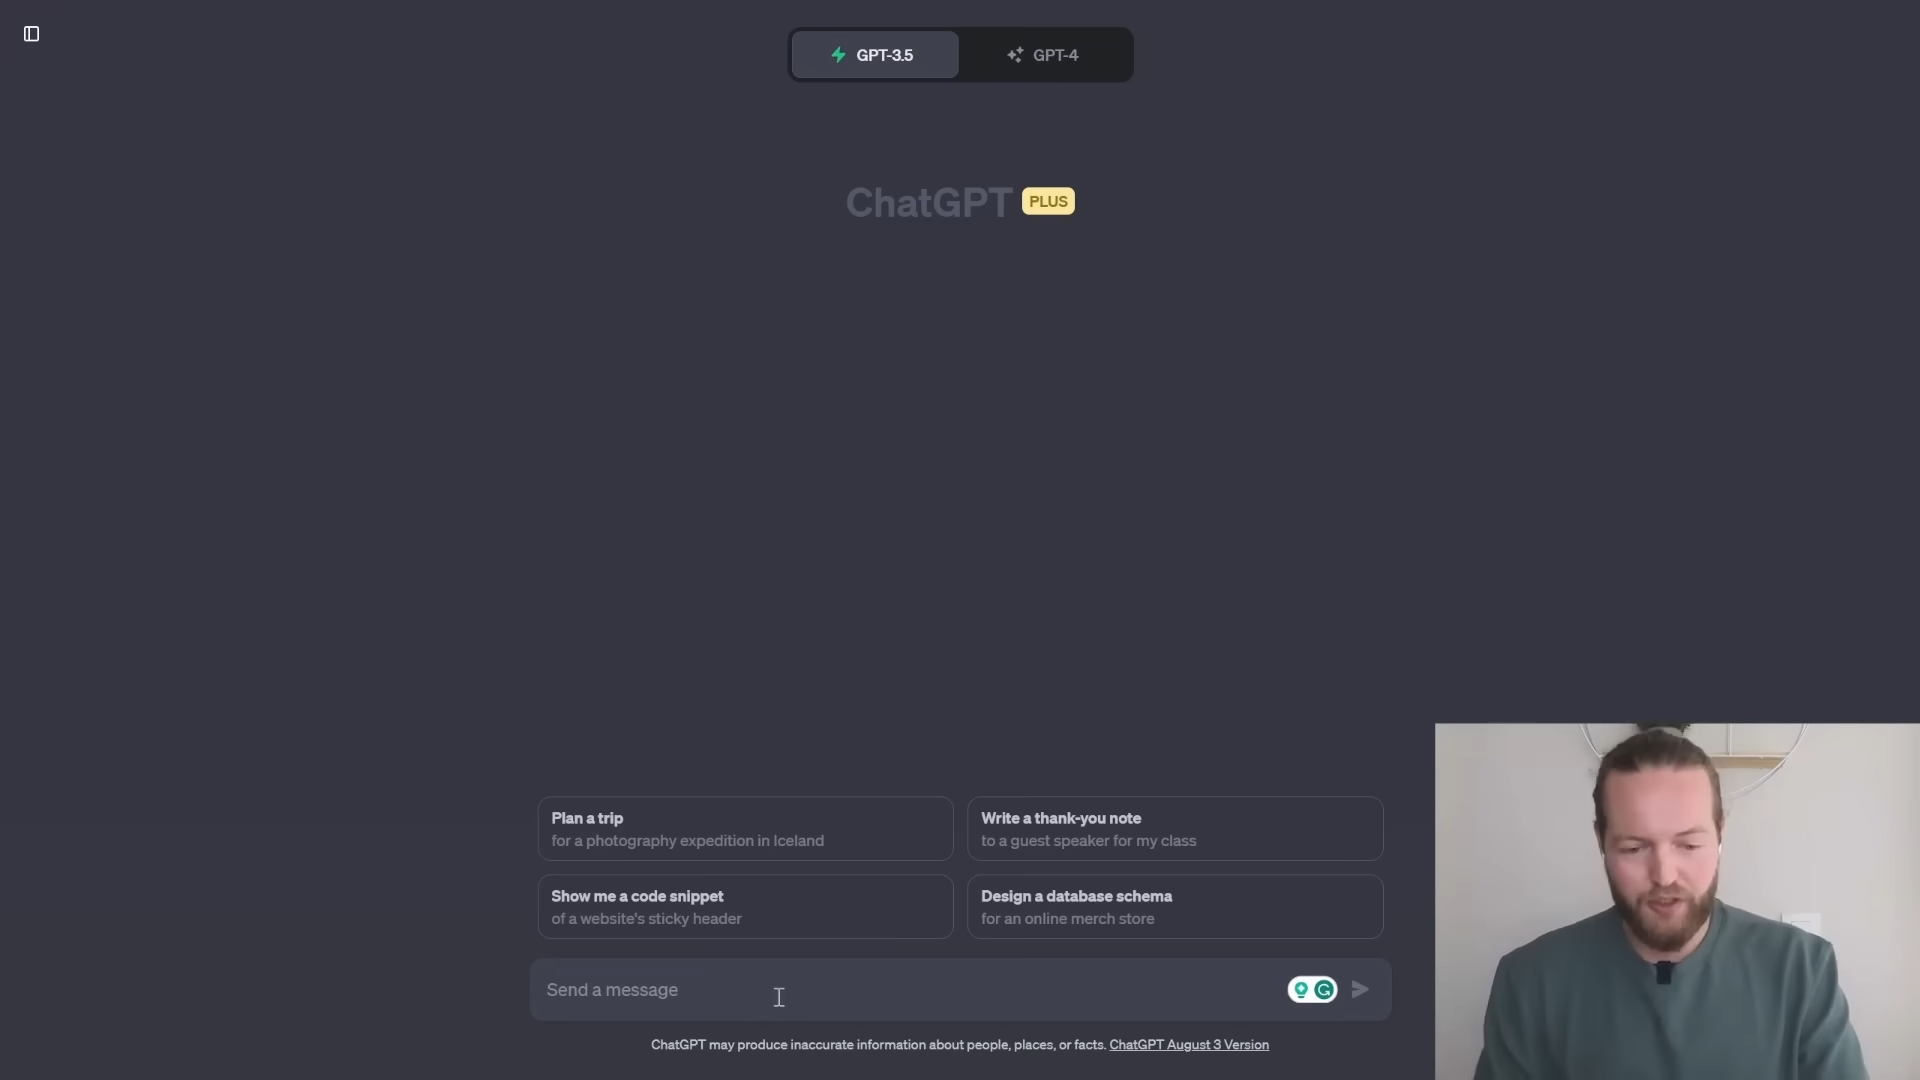 GPT-3.5
GPT-4
ChatGPT PLUS
Plan a trip
for a photography expedition in Iceland
Write a thank-you note
to a guest speaker for my class
Show me a code snippet
of a website's sticky header
Design a database schema
for an online merch store
Send a message
ChatGPT may produce inaccurate information about people, places, or facts. ChatGPT August 3 Version